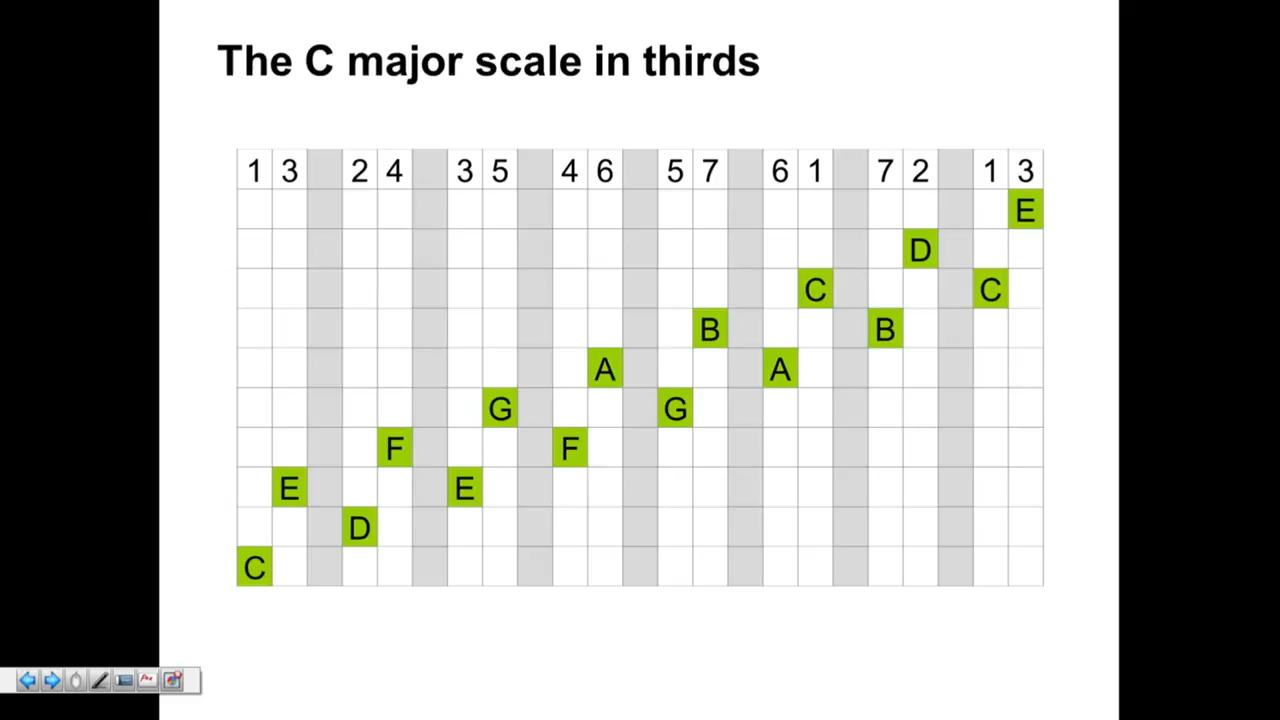 The C major scale in thirds
1 3 2 4 3 5 4 6 5 7 6 1 7 2 1 3
E
D
C C
B B
A A
G G
F F
E E
D
C